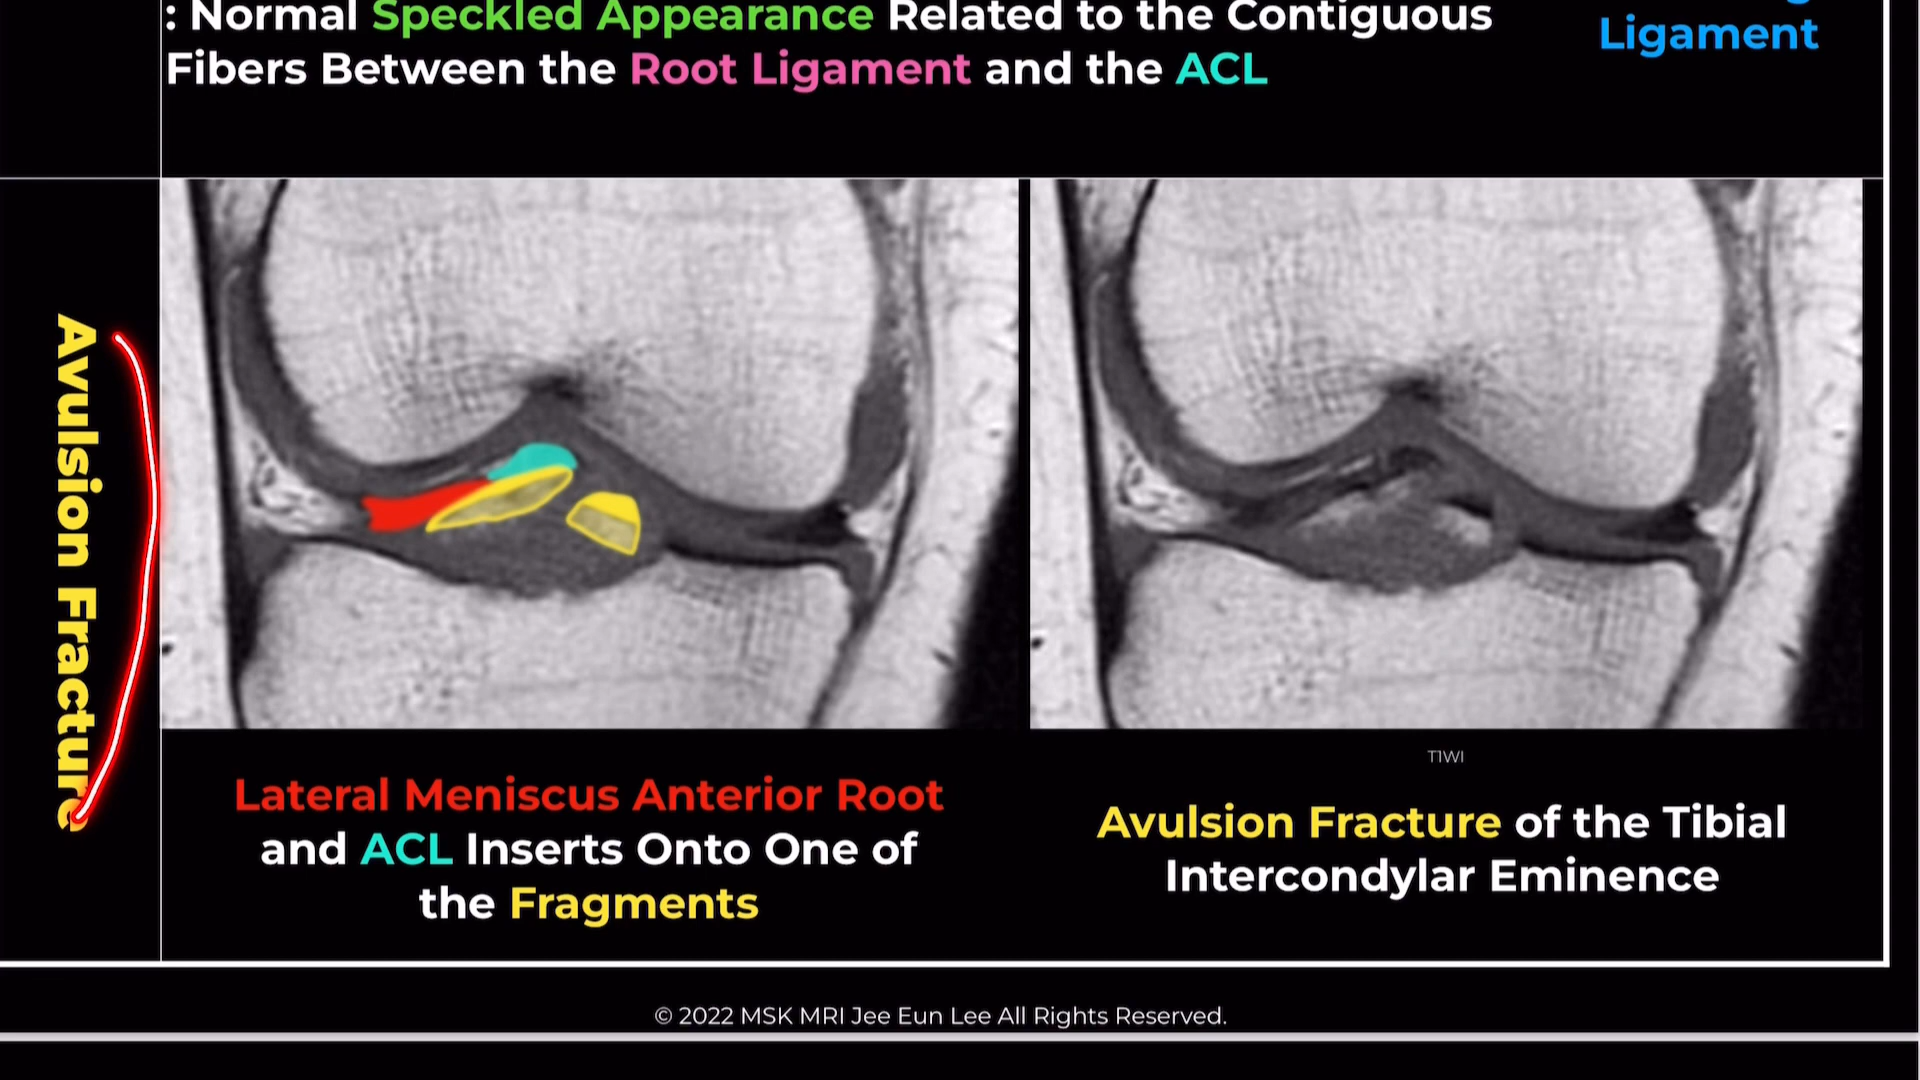 : Normal Speckled Appearance Related to the Contiguous
Fibers Between the Root Ligament and the ACL
Ligament
Avulsion Fracture
Lateral Meniscus Anterior Root
and ACL Inserts Onto One of
the Fragments
T1WI
Avulsion Fracture of the Tibial
Intercondylar Eminence
© 2022 MSK MRI Jee Eun Lee All Rights Reserved.